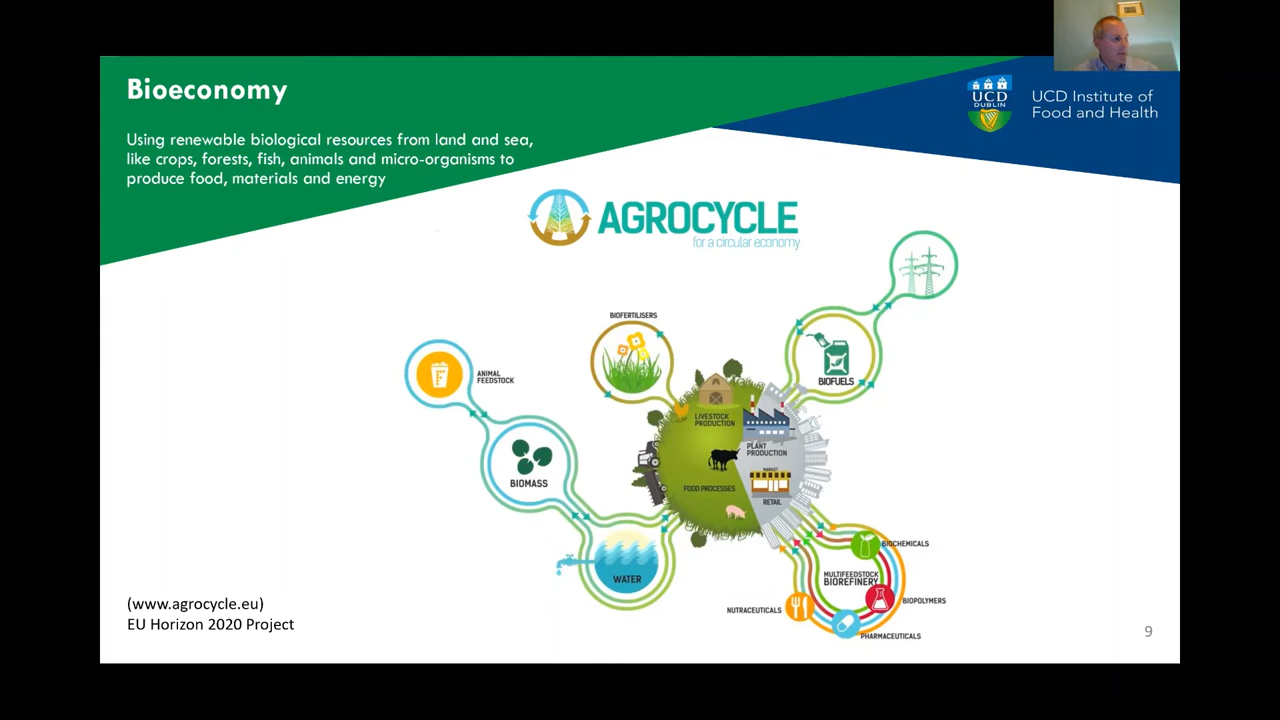 Bioeconomy
Using renewable biological resources from land and sea,
like crops, forests, fish, animals and micro-organisms to
produce food, materials and energy
UCD
DUBLIN
UCD Institute of
Food and Health
AGROCYCLE
for a circular economy
BIOFERTILISERS
ANIMAL
FEEDSTOCK
BIOFUELS
LIVESTOCK
PRODUCTION
PLANT
PRODUCTION
BIOMASS
MARKET
FOOD PROCESSES
RETAIL
WATER
BIOCHEMICALS
MULTIFEEDSTOCK
BIOREFINERY
BIOPOLYMERS
NUTRACEUTICALS
PHARMACEUTICALS
(www.agrocycle.eu)
EU Horizon 2020 Project
9